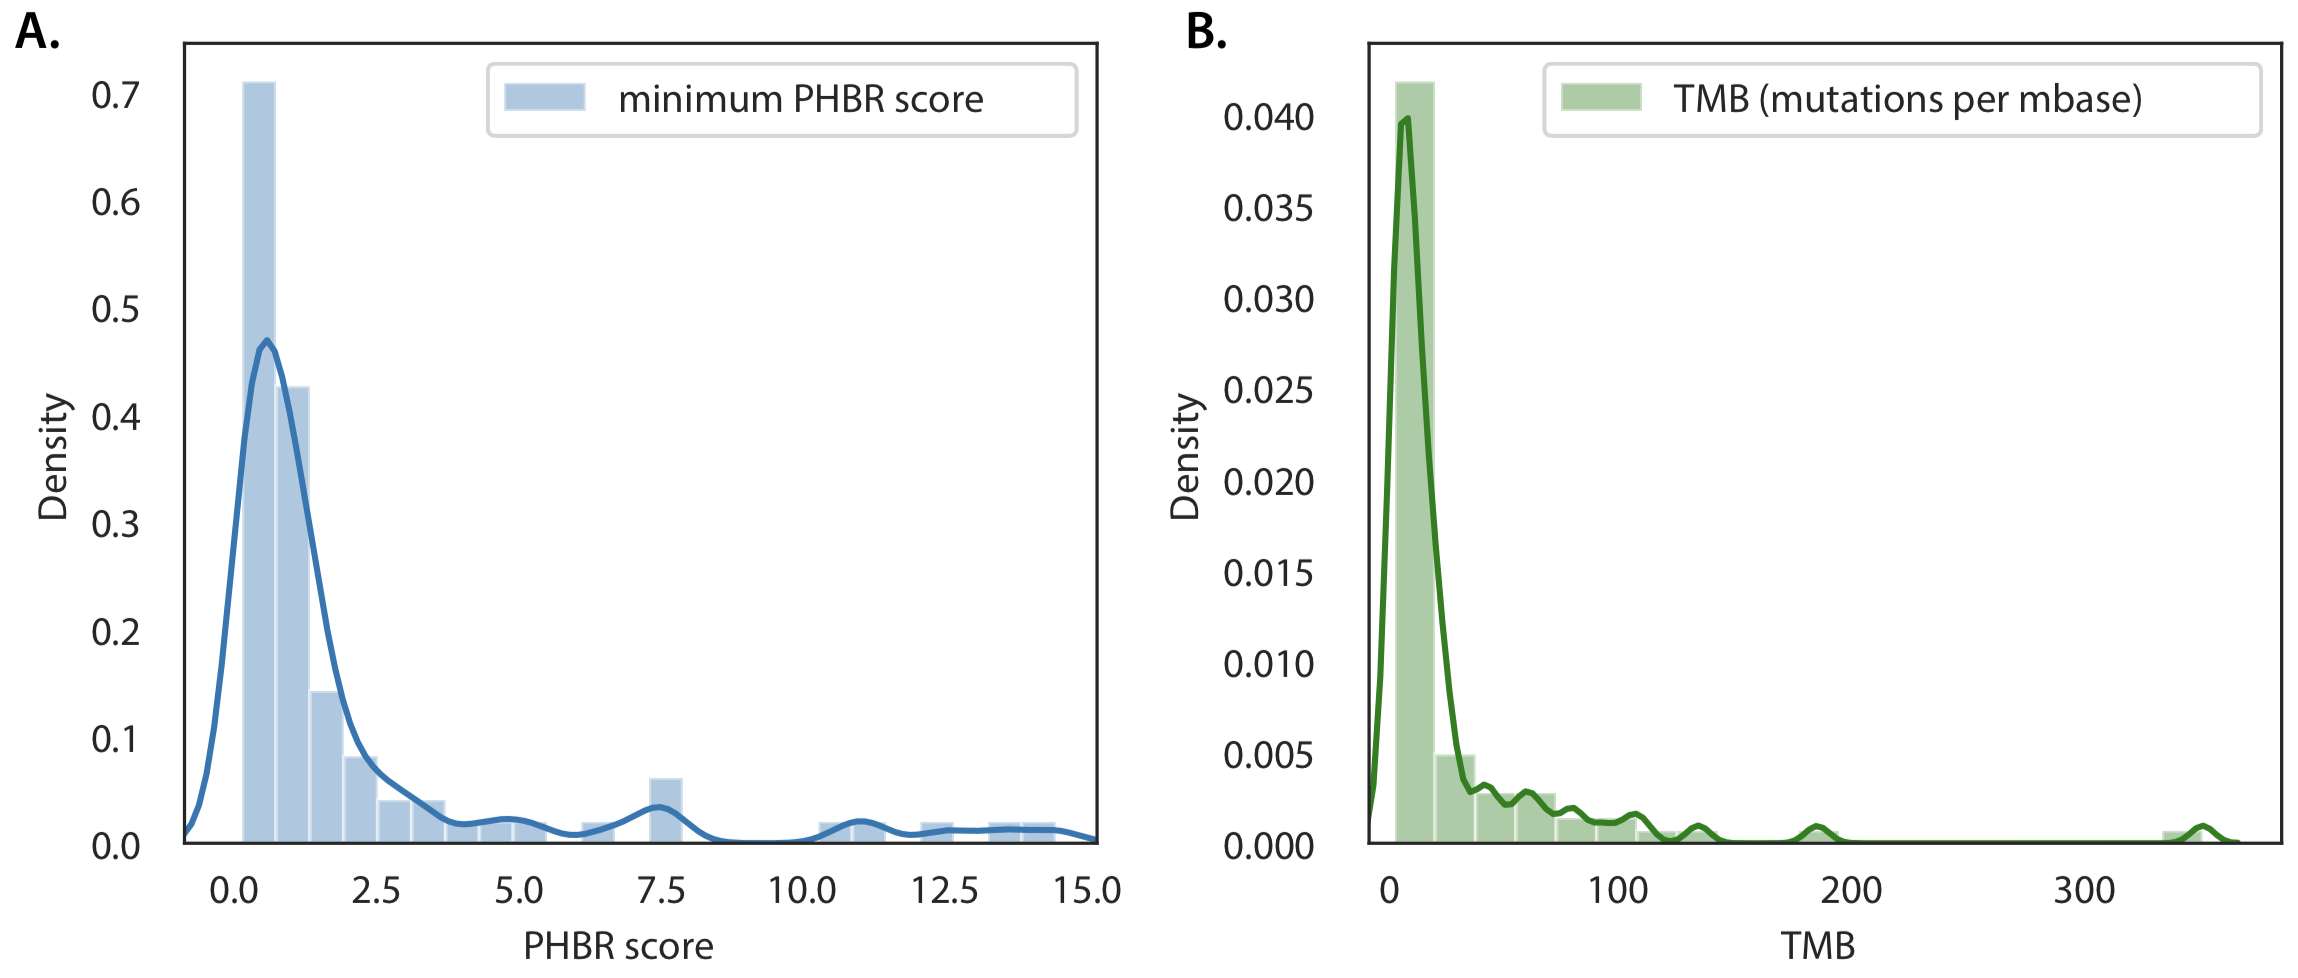 A.
minimum PHBR score
0.7
0.6
0.5
0.4
0.3
0.2
0.1
0.0
Density
0.0 2.5 5.0 7.5 10.0 12.5 15.0
PHBR score
B.
TMB (mutations per mbase)
0.040
0.035
0.030
0.025
0.020
0.015
0.010
0.005
0.000
Density
0 100 200 300
TMB